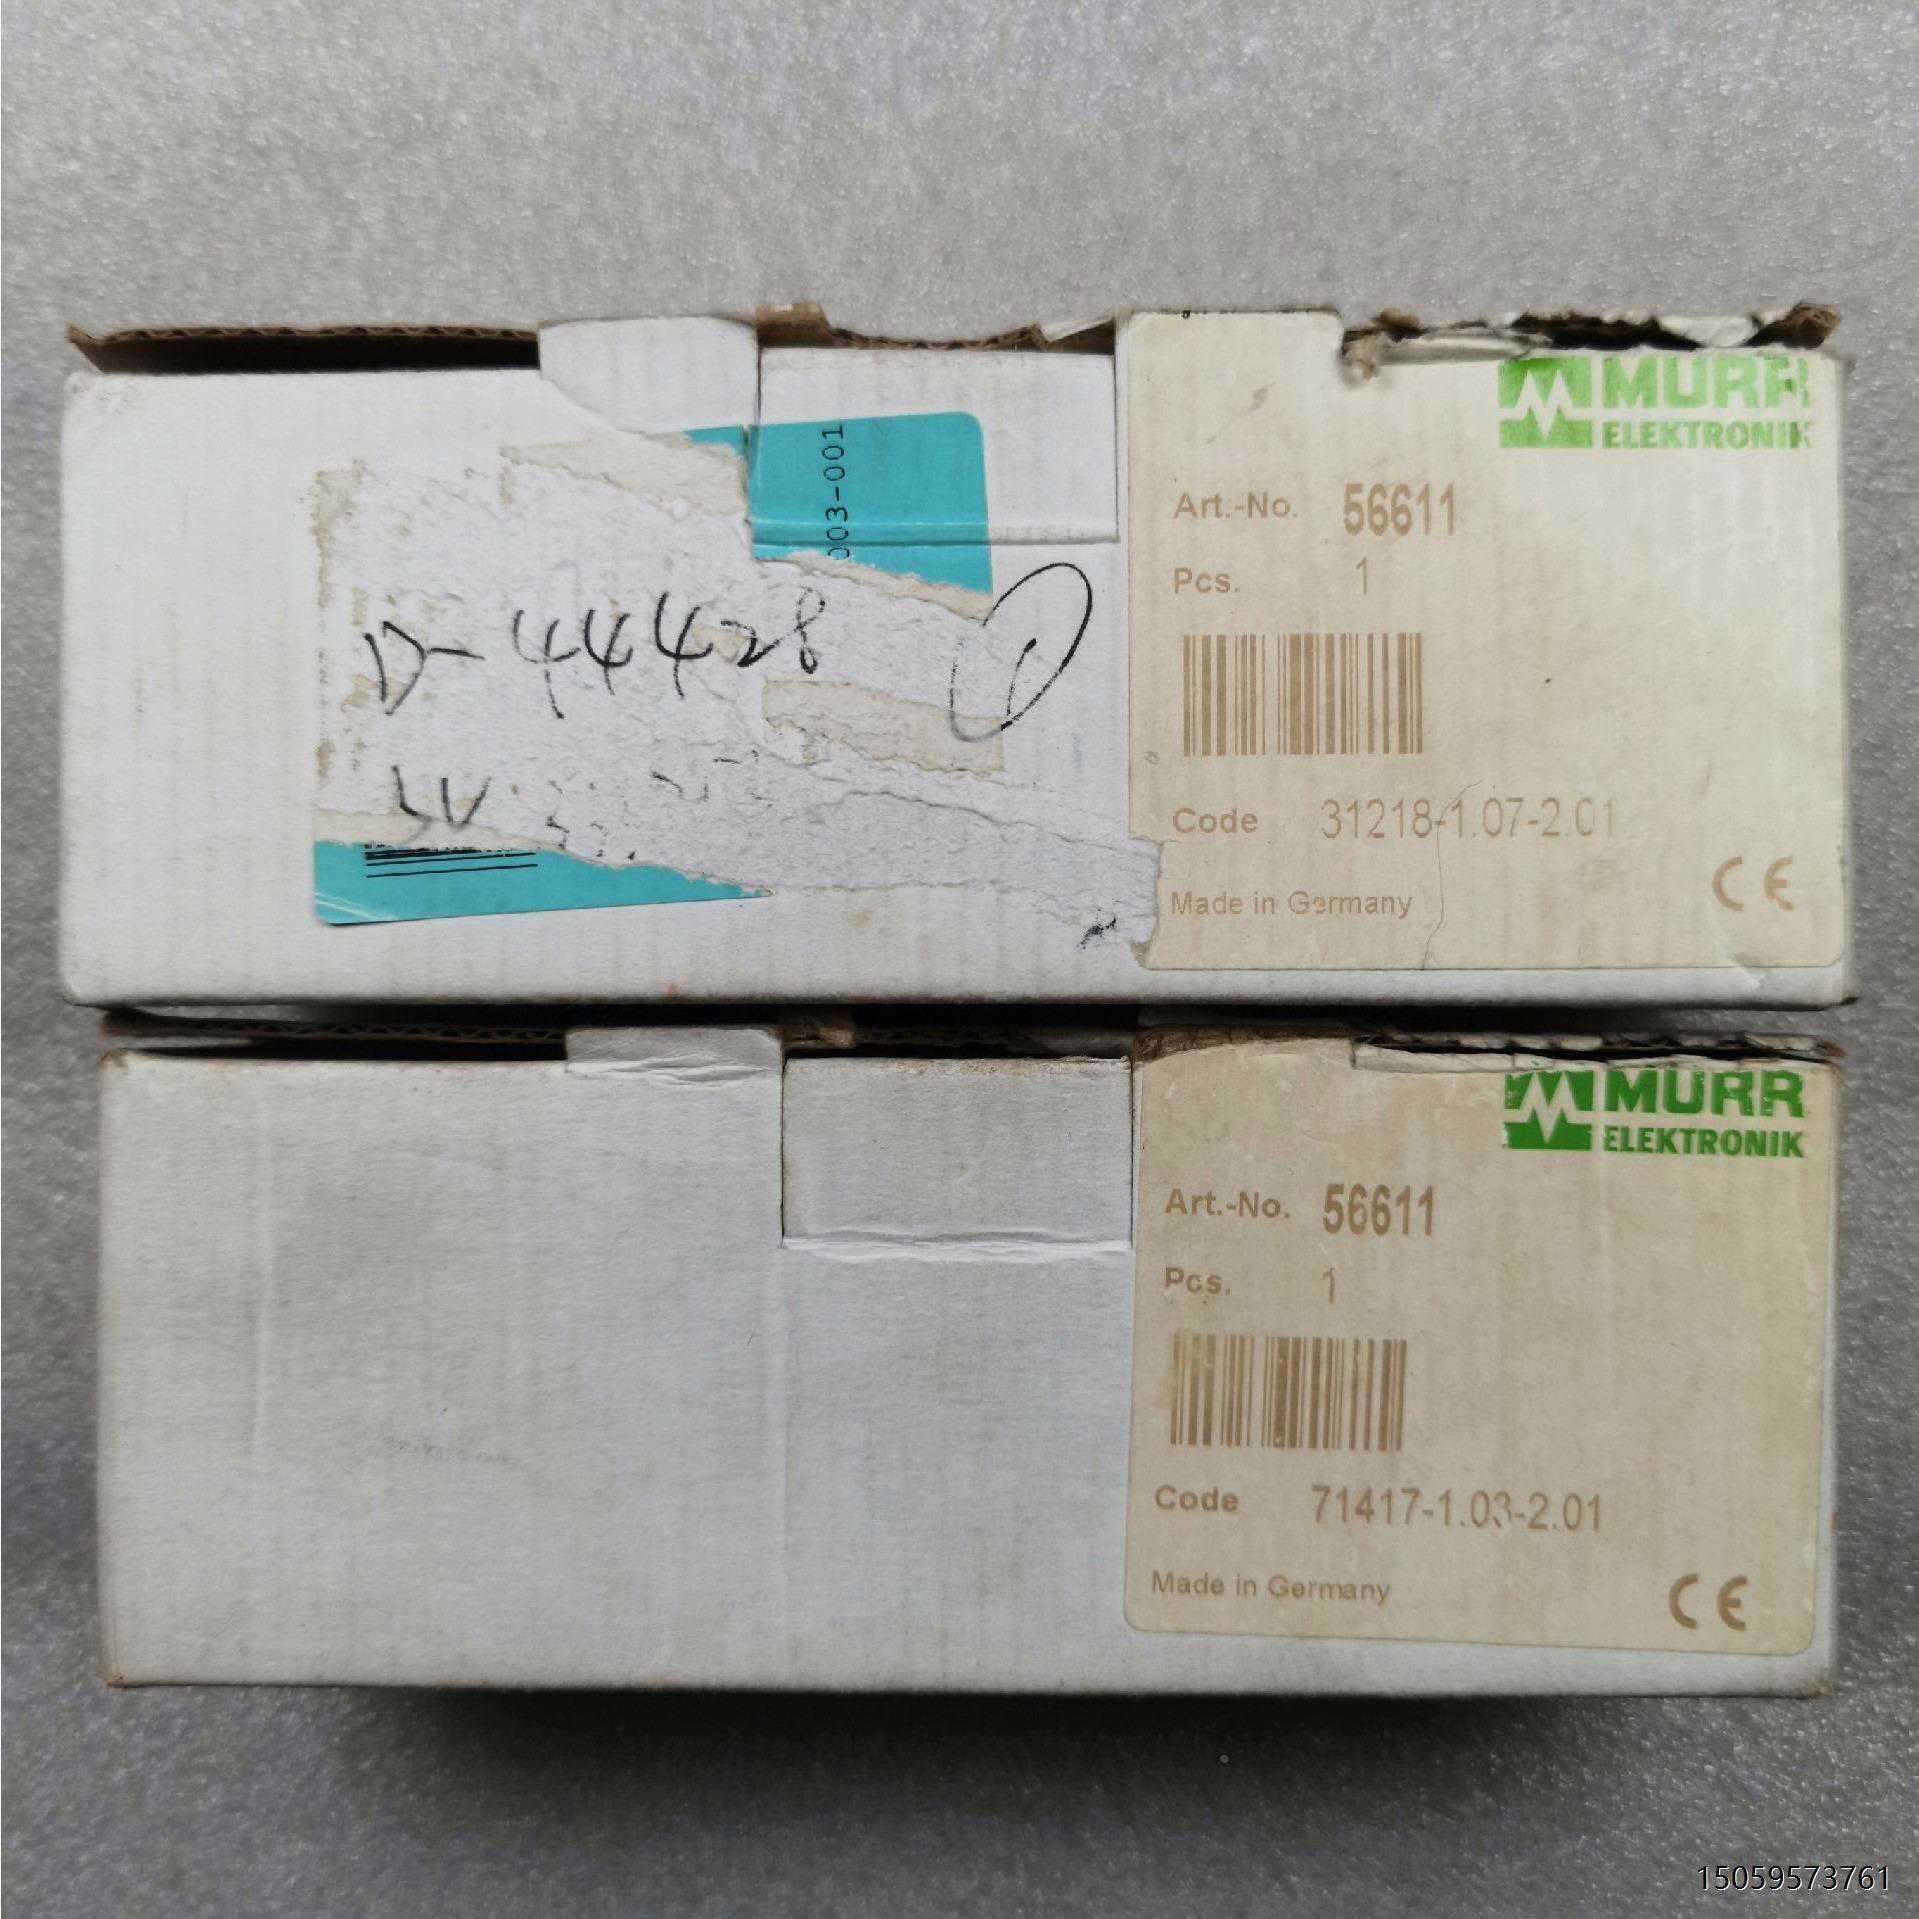 MURR
ELEKTRONIK
003-001
Art.-No. 56611
Pcs. 1
D-44428 1
Code 31218-1.07-2.01
Made in Germany CE
MURR
ELEKTRONIK
Art.-No. 56611
Pcs. 1
Code 71417-1.03-2.01
Made in Germany CE
15059573761